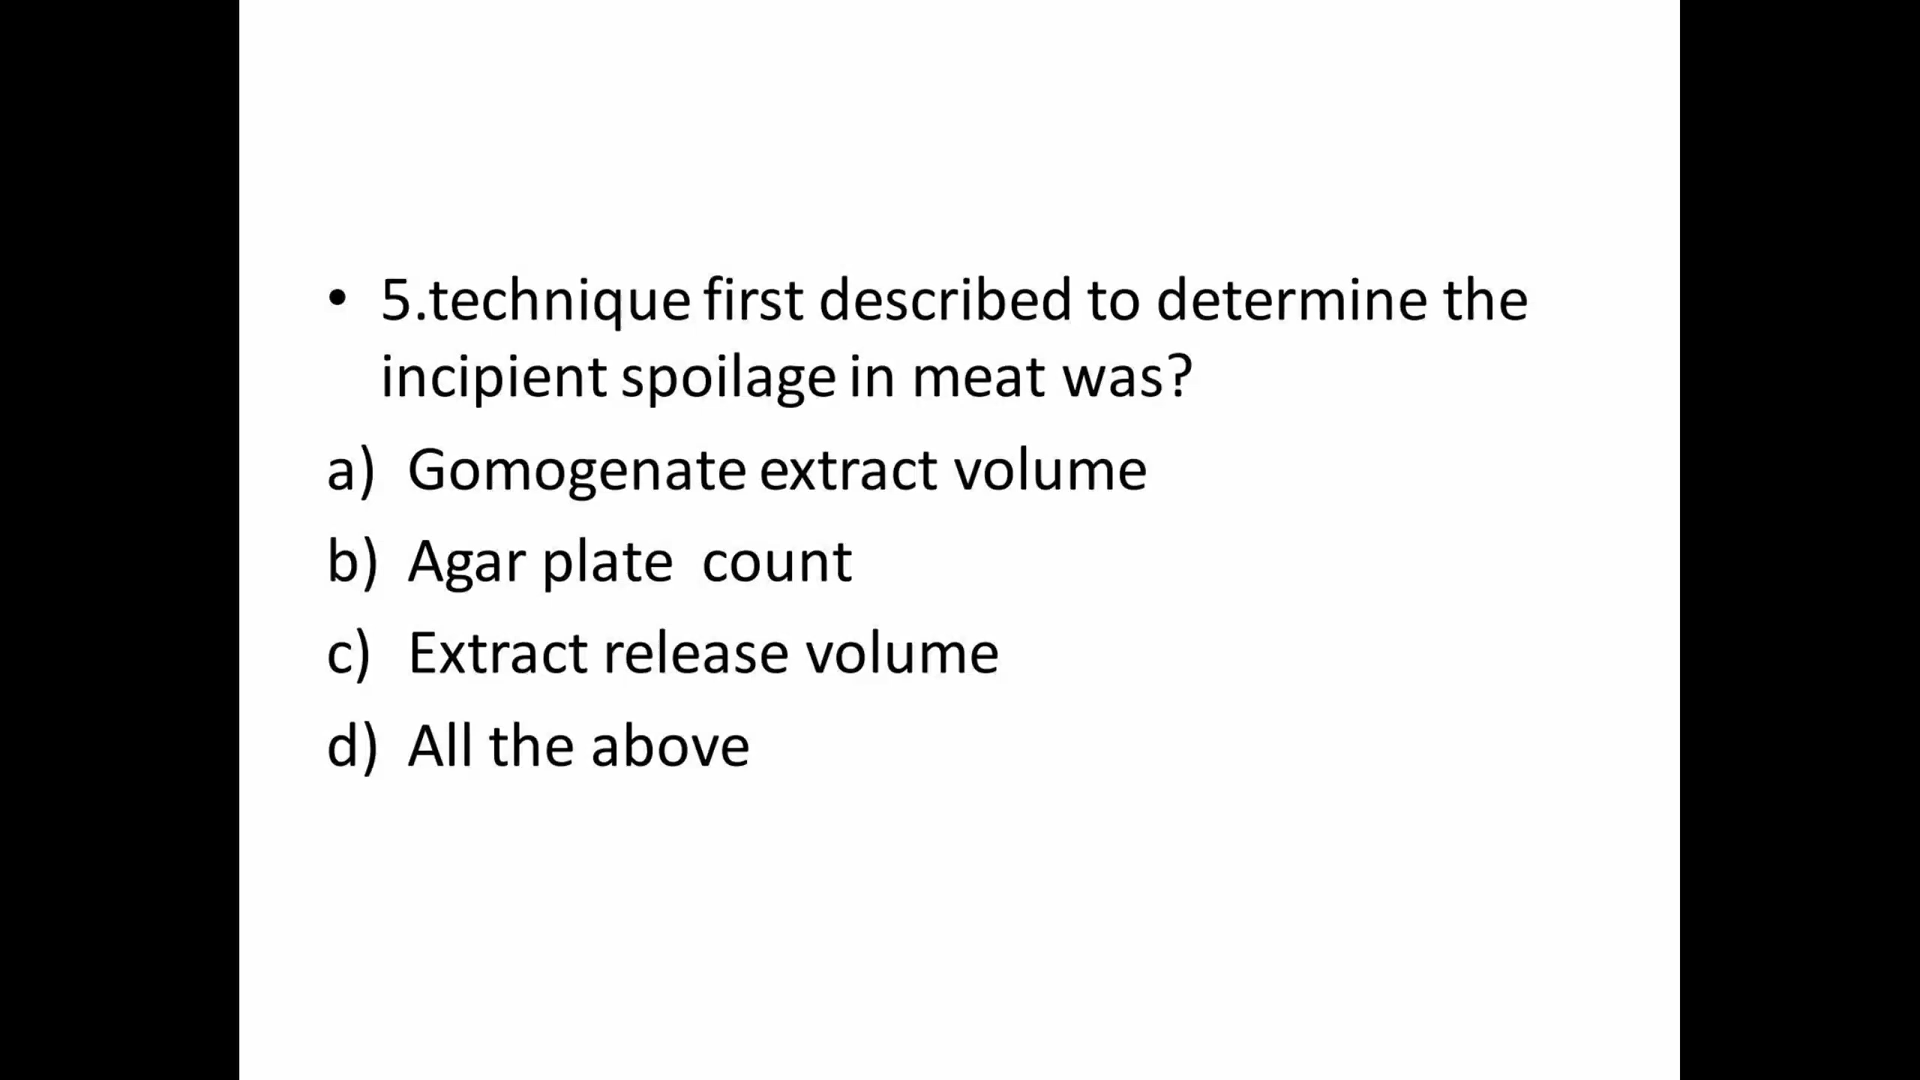 • 5.technique first described to determine the
incipient spoilage in meat was?
a) Gomogenate extract volume
b) Agar plate count
c) Extract release volume
d) All the above